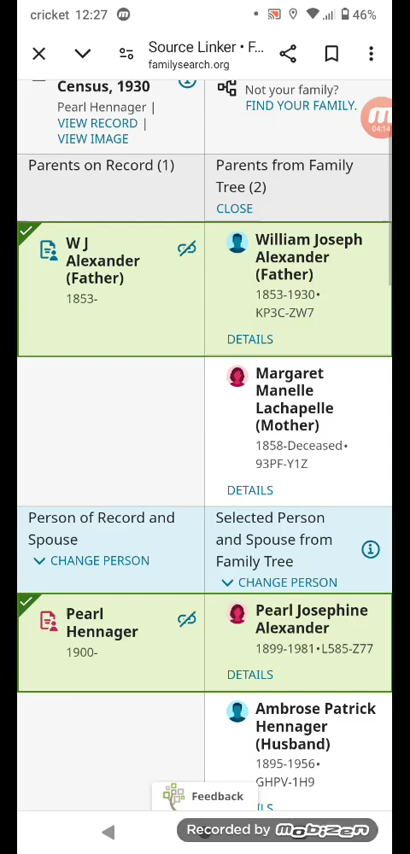 cricket 12:27
46%
Source Linker • F...
familysearch.org
Census, 1930
Pearl Hennager |
VIEW RECORD |
VIEW IMAGE
Not your family?
FIND YOUR FAMILY.
04:14
Parents on Record (1)
Parents from Family
Tree (2)
CLOSE
W J
Alexander
(Father)
1853-
William Joseph
Alexander
(Father)
1853-1930•
KP3C-ZW7
DETAILS
Margaret
Manelle
Lachapelle
(Mother)
1858-Deceased•
93PF-Y1Z
DETAILS
Person of Record and
Spouse
CHANGE PERSON
Selected Person
and Spouse from
Family Tree
CHANGE PERSON
Pearl
Hennager
1900-
Pearl Josephine
Alexander
1899-1981•L585-Z77
DETAILS
Ambrose Patrick
Hennager
(Husband)
1895-1956•
GHPV-1H9
Feedback
Recorded by mobizen